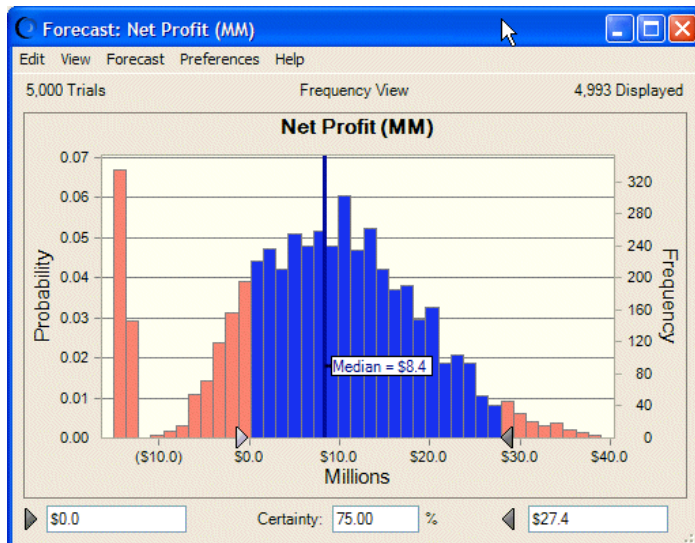 Forecast: Net Profit (MM)
Edit View Forecast Preferences Help
5,000 Trials Frequency View 4,993 Displayed
Net Profit (MM)
0.07
0.06 320
0.05 280
240
0.04 200
0.03 160
120
0.02 80
0.01 40
0.00 0
Probability
Frequency
Median = $8.4
($10.0) $0.0 $10.0 $20.0 $30.0 $40.0
Millions
$0.0 Certainty: 75.00 % $27.4